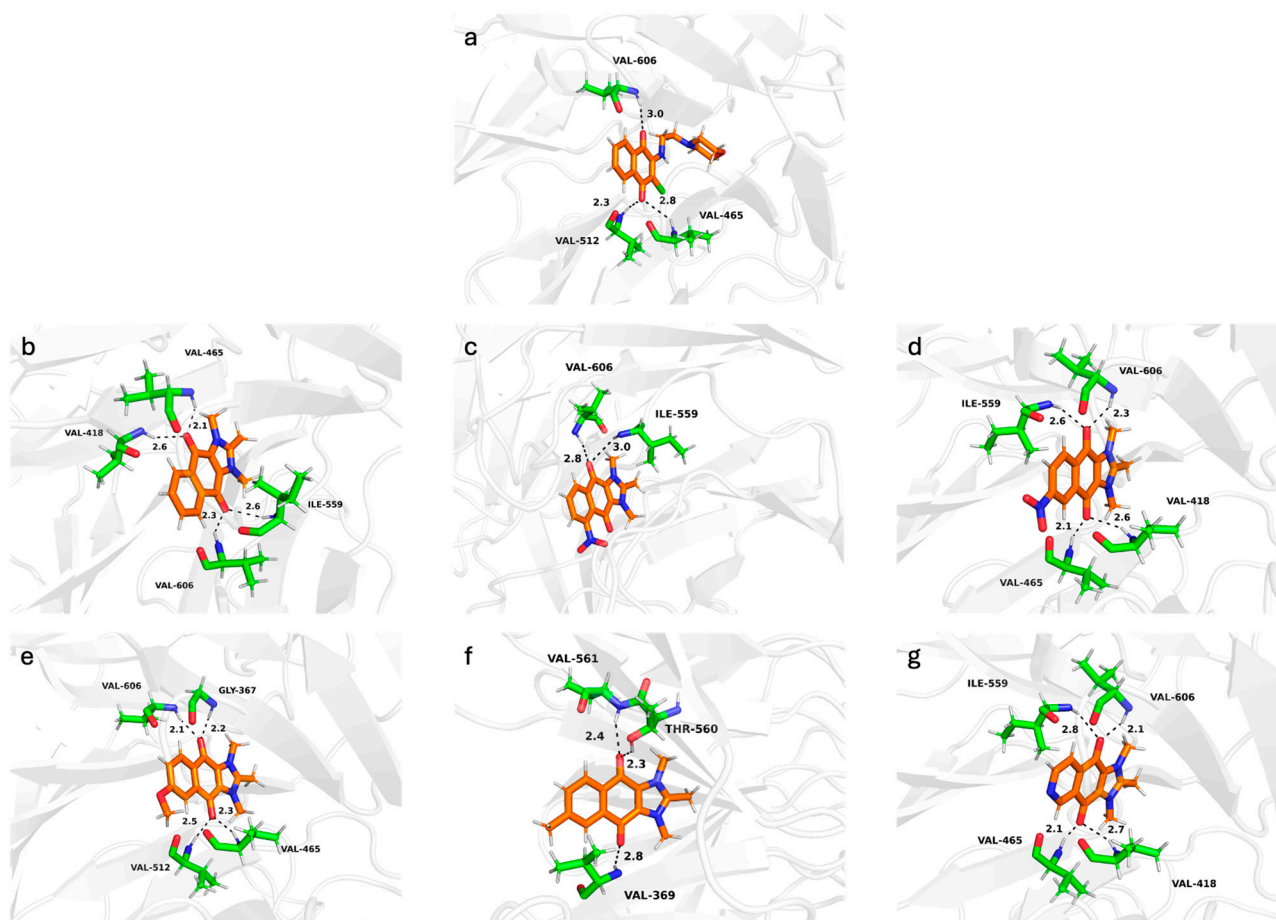 a
VAL-606
3.0
2.3
2.8
VAL-465
VAL-512
b
VAL-465
2.1
VAL-418
2.6
2.6
2.3
ILE-559
VAL-606
c
VAL-606
ILE-559
3.0
2.8
d
VAL-606
ILE-559
2.3
2.6
VAL-418
2.6
2.1
VAL-465
e
VAL-606
GLY-367
2.1
2.2
2.3
2.5
VAL-465
VAL-512
f
VAL-561
THR-560
2.4
2.3
2.8
VAL-369
g
ILE-559
VAL-606
2.8
2.1
VAL-465
2.1
2.7
VAL-418